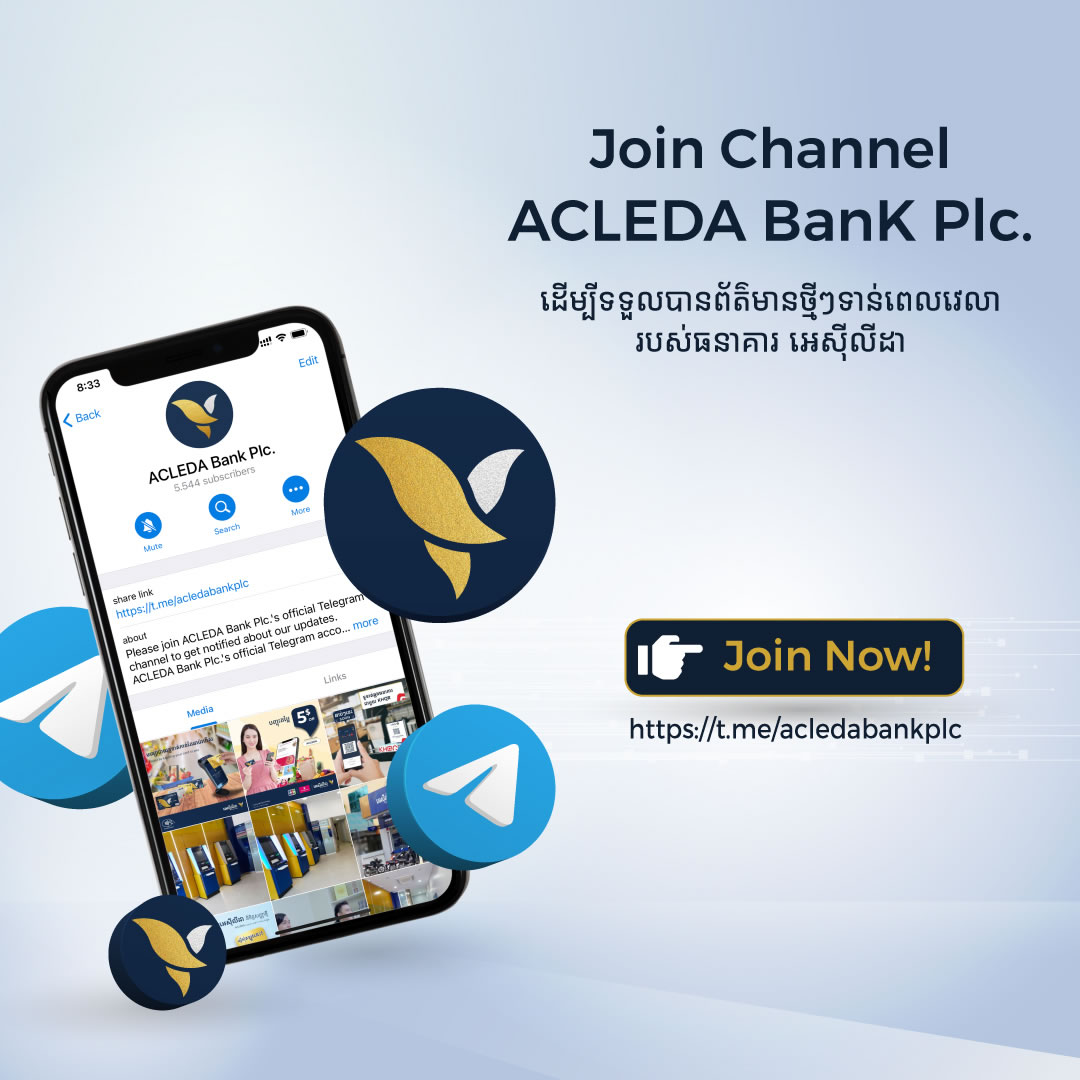 Join Channel
ACLEDA BanK Plc.
ដើម្បីទទួលបានព័ត៌មានថ្មីៗទាន់ពេលវេលា
របស់ធនាគារ អេស៊ីលីដា
8:33
Back
Edit
ACLEDA Bank Plc.
5.544 subscribers
Mute
Search
More
share link
https://t.me/acledabankplc
about
Please join ACLEDA Bank Plc.'s official Telegram
channel to get notified about our updates.
ACLEDA Bank Plc.'s official Telegram acco... more
Media
Links
5$
Join Now!
https://t.me/acledabankplc